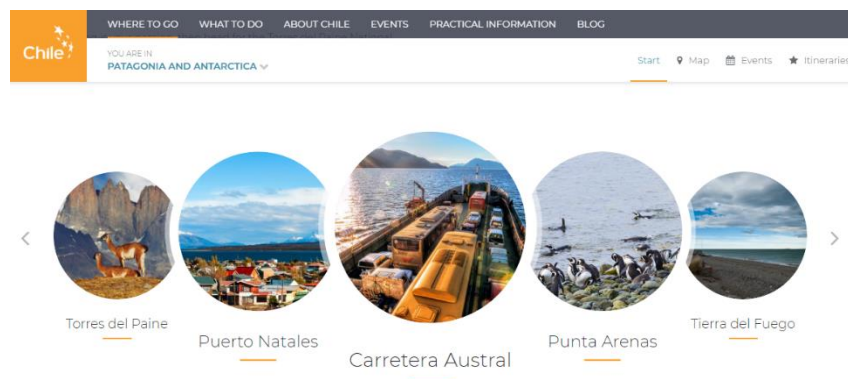 WHERE TO GO WHAT TO DO ABOUT CHILE EVENTS PRACTICAL INFORMATION BLOG
Chile
YOU ARE IN
PATAGONIA AND ANTARCTICA
Start Map Events Itineraries
Torres del Paine
Puerto Natales
Carretera Austral
Punta Arenas
Tierra del Fuego